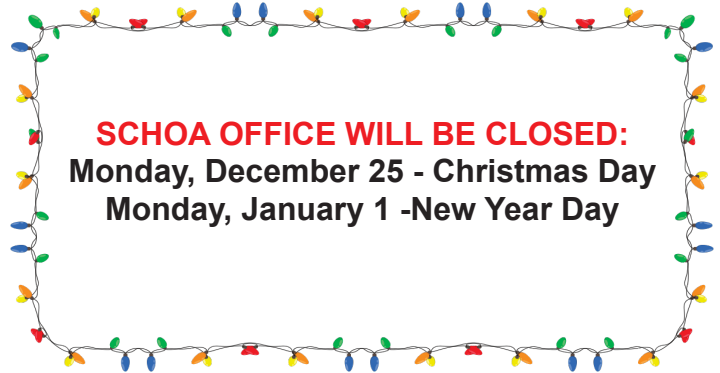 SCHOA OFFICE WILL BE CLOSED:
Monday, December 25 - Christmas Day
Monday, January 1 -New Year Day